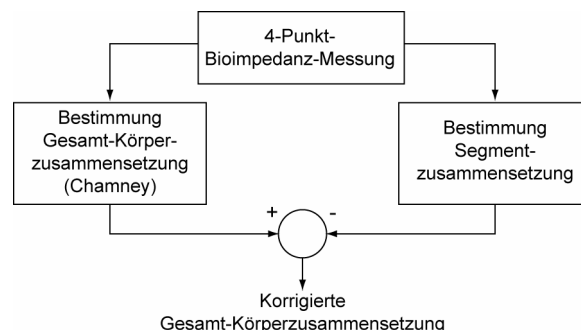 4-Punkt-
Bioimpedanz-Messung
Bestimmung
Gesamt-Körper-
zusammensetzung
(Chamney)
Bestimmung
Segment-
zusammensetzung
+
-
Korrigierte
Gesamt-Körperzusammensetzung